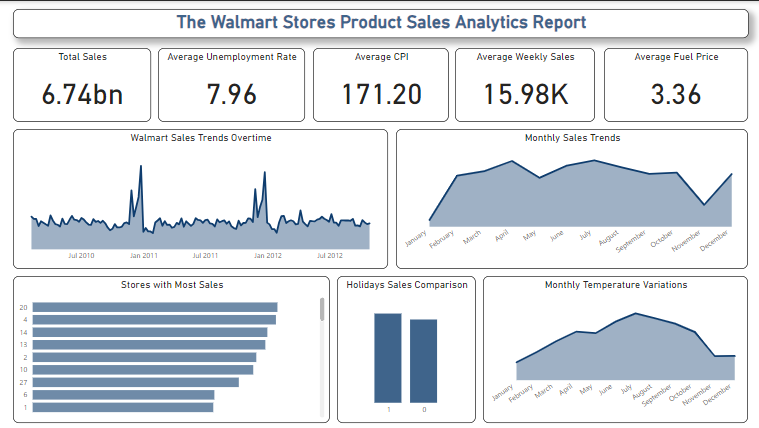 The Walmart Stores Product Sales Analytics Report
Total Sales
6.74bn
Average Unemployment Rate
7.96
Average CPI
171.20
Average Weekly Sales
15.98K
Average Fuel Price
3.36
Walmart Sales Trends Overtime
Jul 2010 Jan 2011 Jul 2011 Jan 2012 Jul 2012
Monthly Sales Trends
January February March April May June July August September October November December
Stores with Most Sales
20
4
14
13
2
10
27
6
1
Holidays Sales Comparison
1 0
Monthly Temperature Variations
January February March April May June July August September October November December